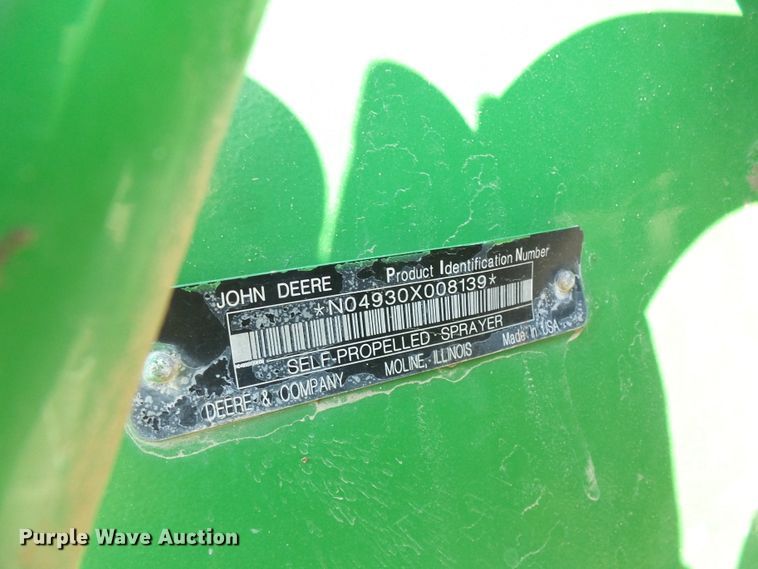 JOHN DEERE Product Identification Number
*N04930X008139*
SELF-PROPELLED SPRAYER
DEERE & COMPANY MOLINE, ILLINOIS Made in USA
Purple Wave Auction®